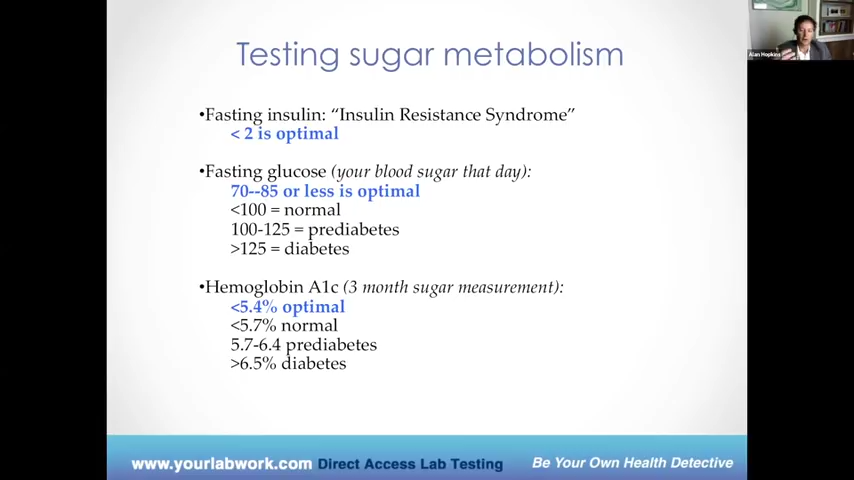 Testing sugar metabolism
•Fasting insulin: “Insulin Resistance Syndrome”
< 2 is optimal
•Fasting glucose (your blood sugar that day):
70--85 or less is optimal
<100 = normal
100-125 = prediabetes
>125 = diabetes
•Hemoglobin A1c (3 month sugar measurement):
<5.4% optimal
<5.7% normal
5.7-6.4 prediabetes
>6.5% diabetes
www.yourlabwork.com Direct Access Lab Testing Be Your Own Health Detective
Alan Hopkins